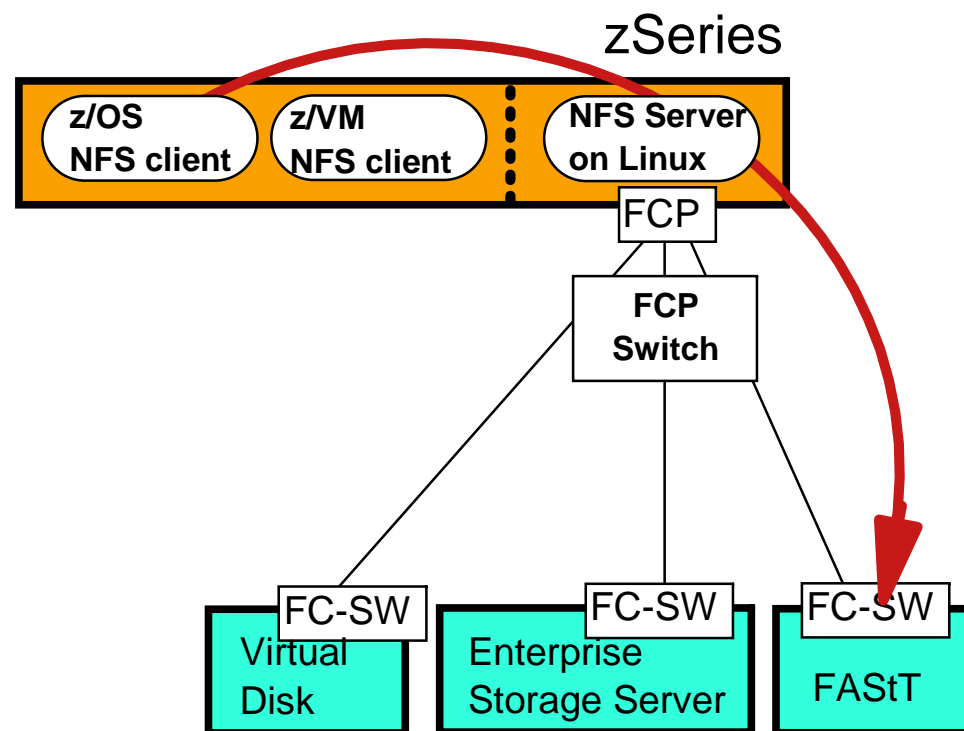 zSeries
z/OS
NFS client
z/VM
NFS client
NFS Server
on Linux
FCP
FCP
Switch
FC-SW
Virtual
Disk
FC-SW
Enterprise
Storage Server
FC-SW
FAStT